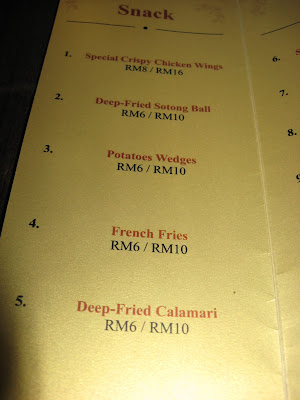 Snack
1. Special Crispy Chicken Wings
RM8 / RM16
2. Deep-Fried Sotong Ball
RM6 / RM10
3. Potatoes Wedges
RM6 / RM10
4. French Fries
RM6 / RM10
5. Deep-Fried Calamari
RM6 / RM10
6.
7.
8.